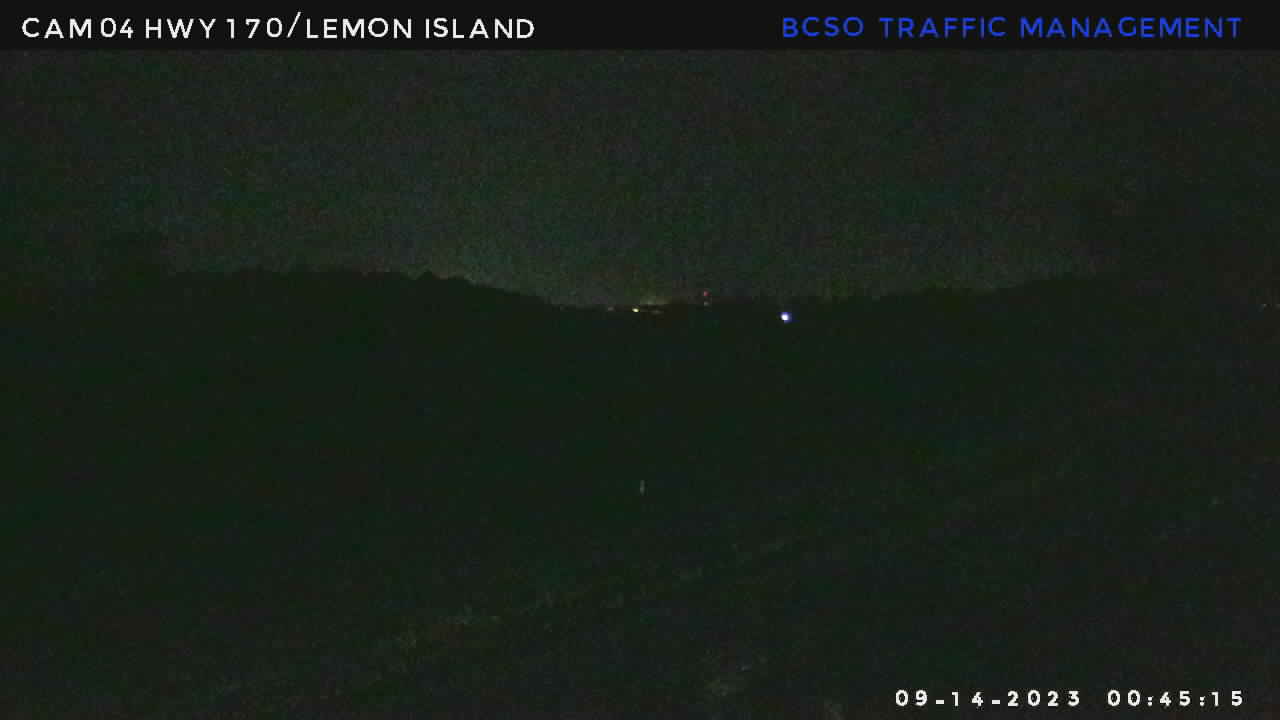 CAM04 HWY 170/LEMON ISLAND
BCSO TRAFFIC MANAGEMENT
09-14-2023 00:45:15